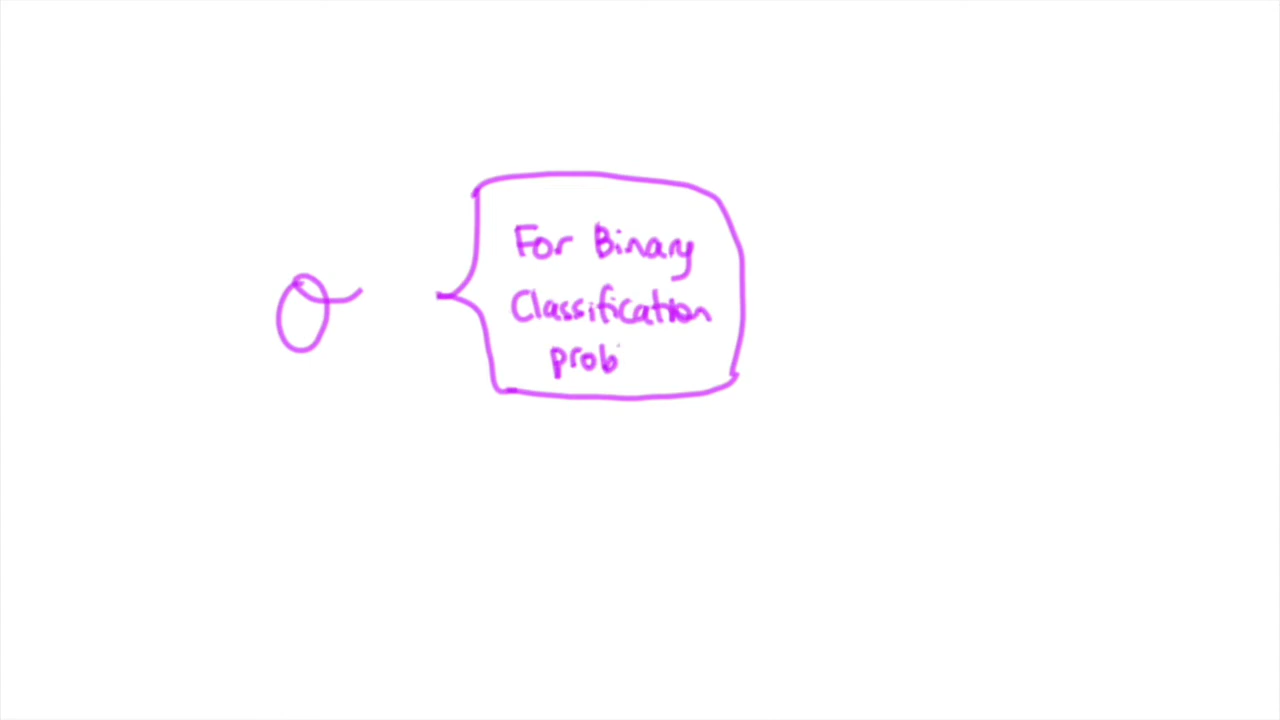 σ
For Binary
Classification
prob